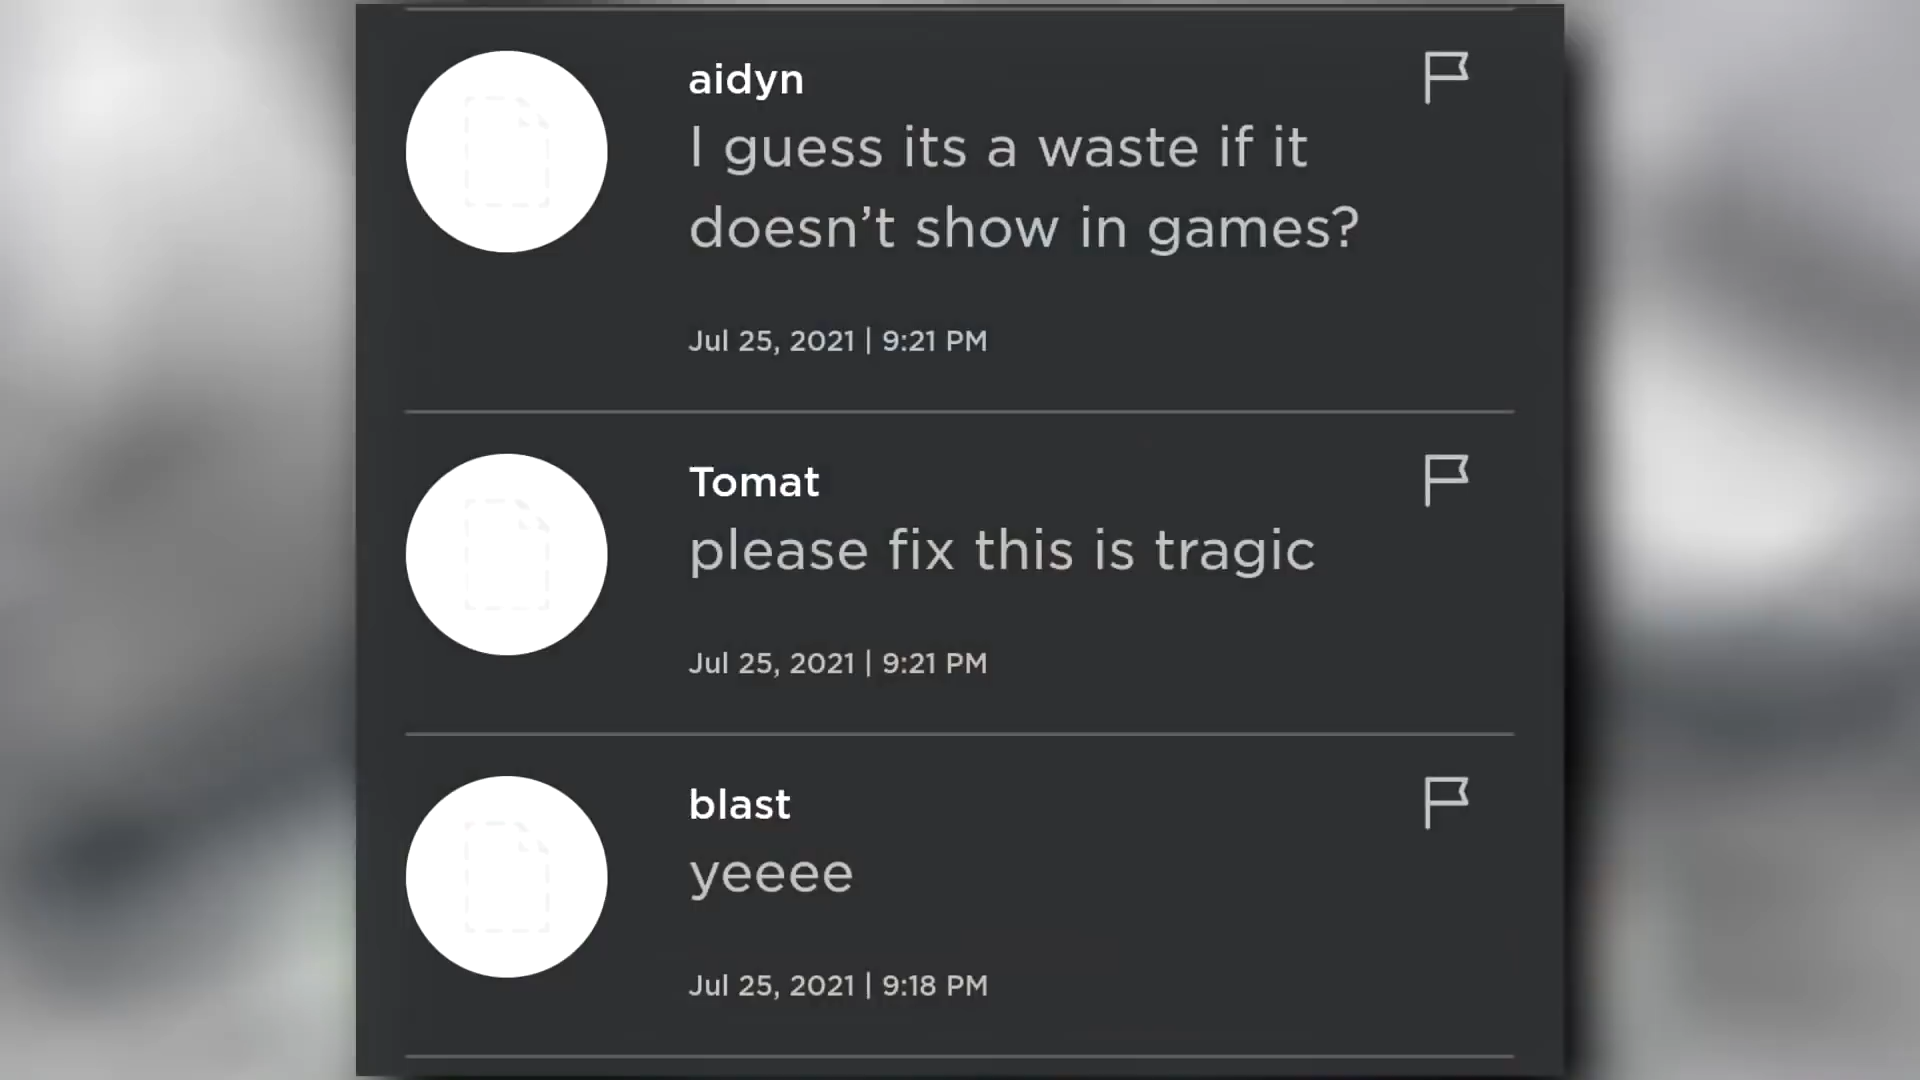 aidyn
I guess its a waste if it
doesn’t show in games?
Jul 25, 2021 | 9:21 PM
Tomat
please fix this is tragic
Jul 25, 2021 | 9:21 PM
blast
yeeee
Jul 25, 2021 | 9:18 PM